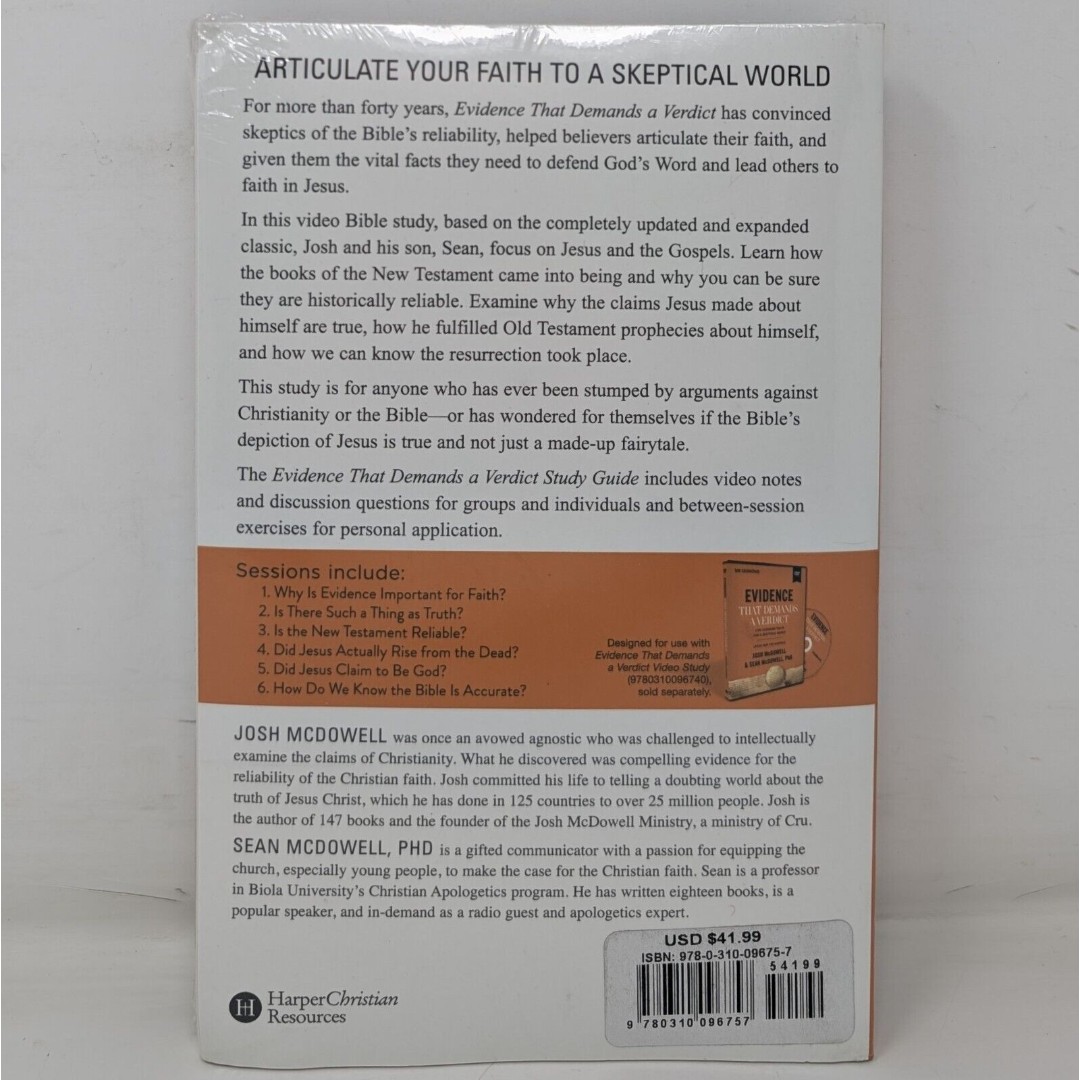 ARTICULATE YOUR FAITH TO A SKEPTICAL WORLD
For more than forty years, Evidence That Demands a Verdict has convinced
skeptics of the Bible's reliability, helped believers articulate their faith, and
given them the vital facts they need to defend God's Word and lead others to
faith in Jesus.
In this video Bible study, based on the completely updated and expanded
classic, Josh and his son, Sean, focus on Jesus and the Gospels. Learn how
the books of the New Testament came into being and why you can be sure
they are historically reliable. Examine why the claims Jesus made about
himself are true, how he fulfilled Old Testament prophecies about himself,
and how we can know the resurrection took place.
This study is for anyone who has ever been stumped by arguments against
Christianity or the Bible—or has wondered for themselves if the Bible's
depiction of Jesus is true and not just a made-up fairytale.
The Evidence That Demands a Verdict Study Guide includes video notes
and discussion questions for groups and individuals and between-session
exercises for personal application.
Sessions include:
1. Why Is Evidence Important for Faith?
2. Is There Such a Thing as Truth?
3. Is the New Testament Reliable?
4. Did Jesus Actually Rise from the Dead?
5. Did Jesus Claim to Be God?
6. How Do We Know the Bible Is Accurate?
Designed for use with
Evidence That Demands
a Verdict Video Study
(9780310096740),
sold separately.
EVIDENCE
THAT DEMANDS
A VERDICT
JOSH McDOWELL
& SEAN McDOWELL, PhD
EVIDENCE
JOSH MCDOWELL was once an avowed agnostic who was challenged to intellectually
examine the claims of Christianity. What he discovered was compelling evidence for the
reliability of the Christian faith. Josh committed his life to telling a doubting world about the
truth of Jesus Christ, which he has done in 125 countries to over 25 million people. Josh is
the author of 147 books and the founder of the Josh McDowell Ministry, a ministry of Cru.
SEAN MCDOWELL, PHD is a gifted communicator with a passion for equipping the
church, especially young people, to make the case for the Christian faith. Sean is a professor
in Biola University's Christian Apologetics program. He has written eighteen books, is a
popular speaker, and in-demand as a radio guest and apologetics expert.
USD $41.99
ISBN: 978-0-310-09675-7
54199
9 780310 096757
H
HarperChristian
Resources